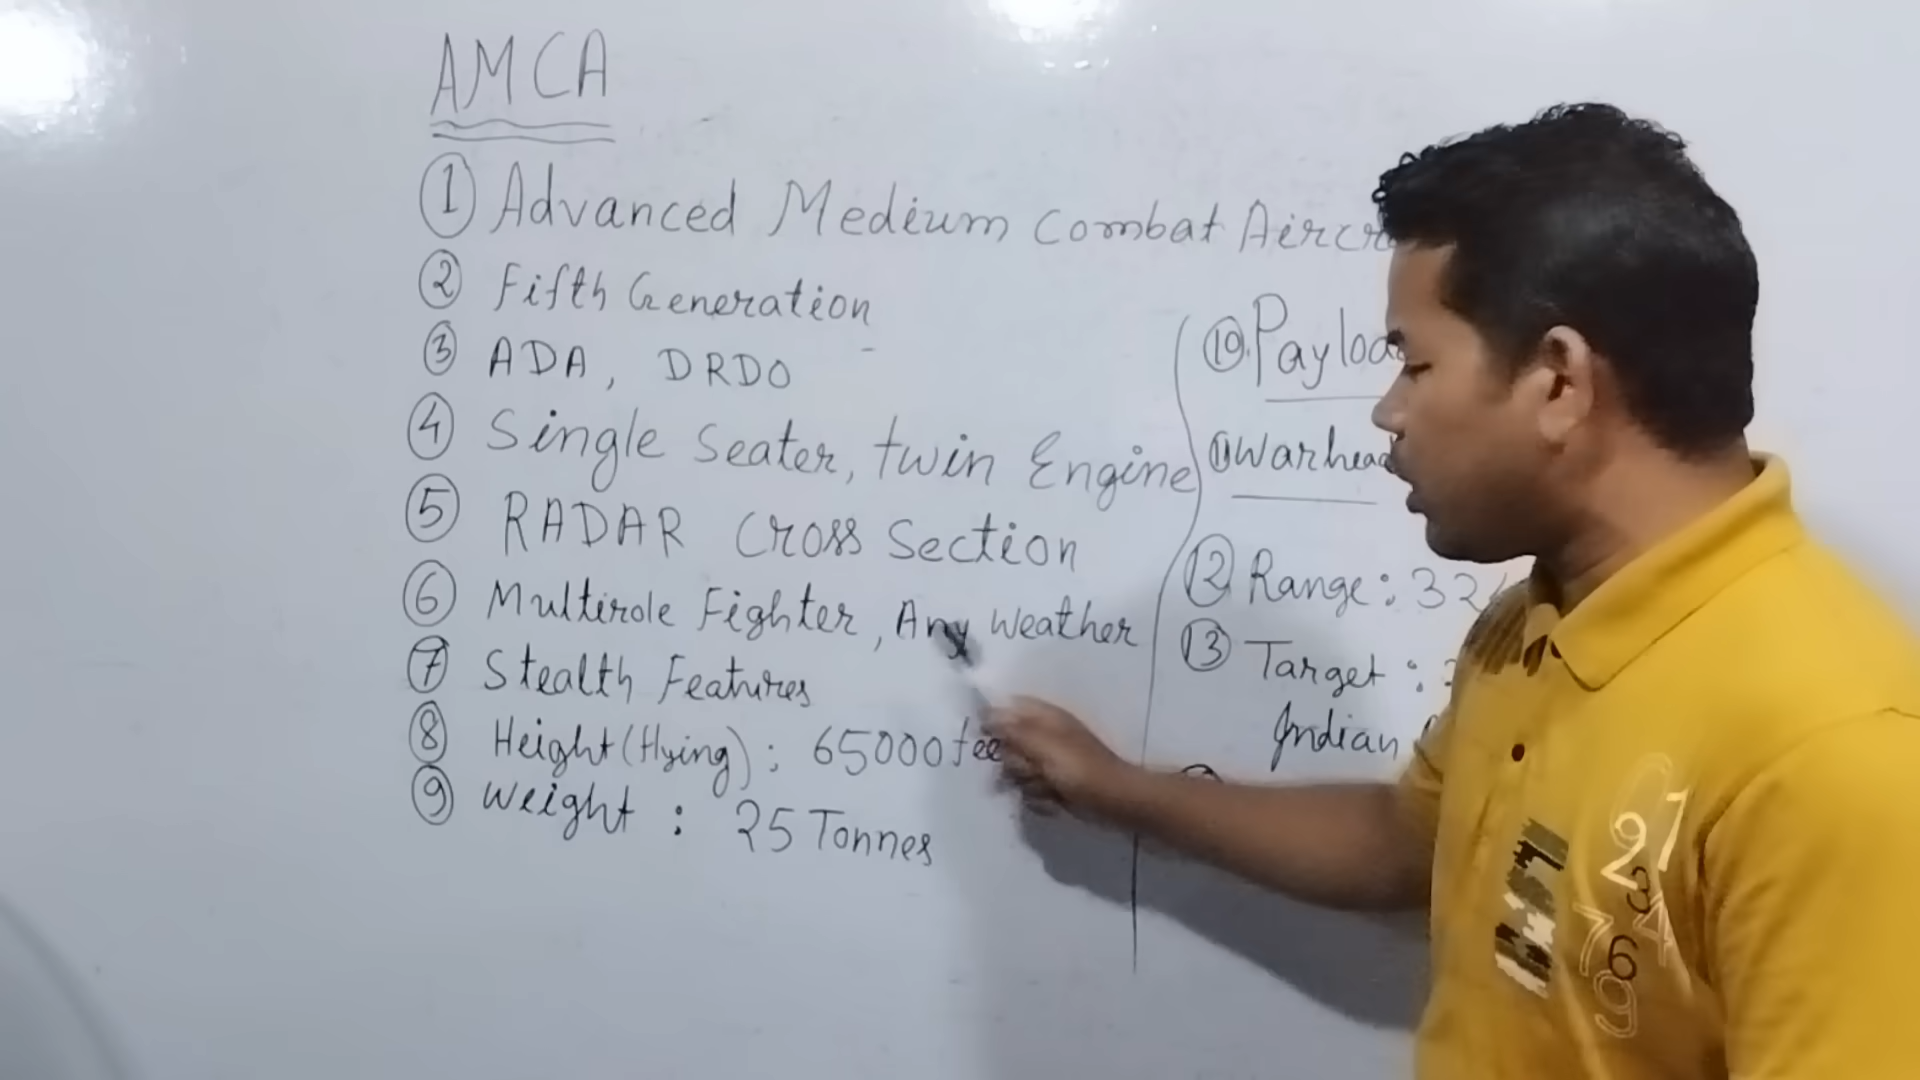 AMCA
① Advanced Medium Combat Aircr
② Fifth Generation
③ ADA, DRDO
④ Single Seater, twin Engine
⑤ RADAR Cross Section
⑥ Multirole Fighter, Any Weather
⑦ Stealth Features
⑧ Height (flying) : 65000 fee
⑨ Weight : 25 Tonnes
⑩. Payloa
⑪ Warhead
⑫ Range : 32
⑬ Target :
Indian